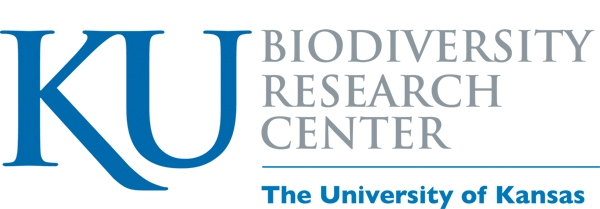 KU
BIODIVERSITY
RESEARCH
CENTER
The University of Kansas